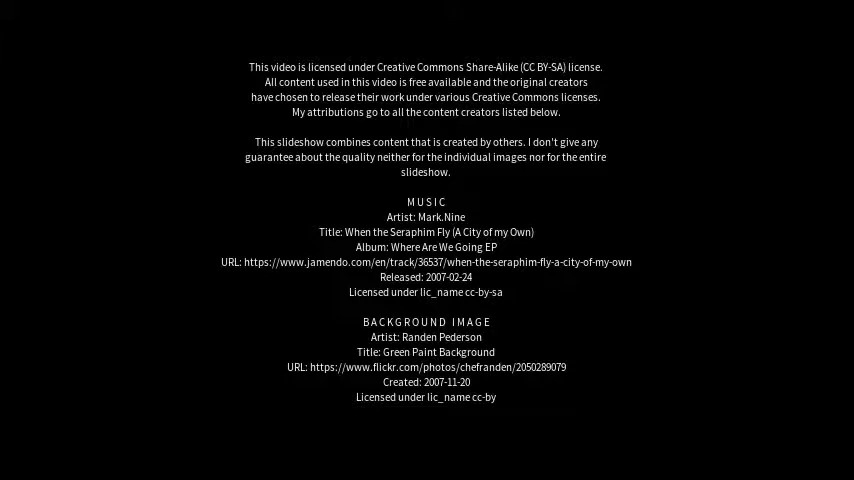 This video is licensed under Creative Commons Share-Alike (CC BY-SA) license.
All content used in this video is free available and the original creators
have chosen to release their work under various Creative Commons licenses.
My attributions go to all the content creators listed below.
This slideshow combines content that is created by others. I don't give any
guarantee about the quality neither for the individual images nor for the entire
slideshow.
MUSIC
Artist: Mark.Nine
Title: When the Seraphim Fly (A City of my Own)
Album: Where Are We Going EP
URL: https://www.jamendo.com/en/track/36537/when-the-seraphim-fly-a-city-of-my-own
Released: 2007-02-24
Licensed under lic_name cc-by-sa
BACKGROUND IMAGE
Artist: Randen Pederson
Title: Green Paint Background
URL: https://www.flickr.com/photos/chefranden/2050289079
Created: 2007-11-20
Licensed under lic_name cc-by